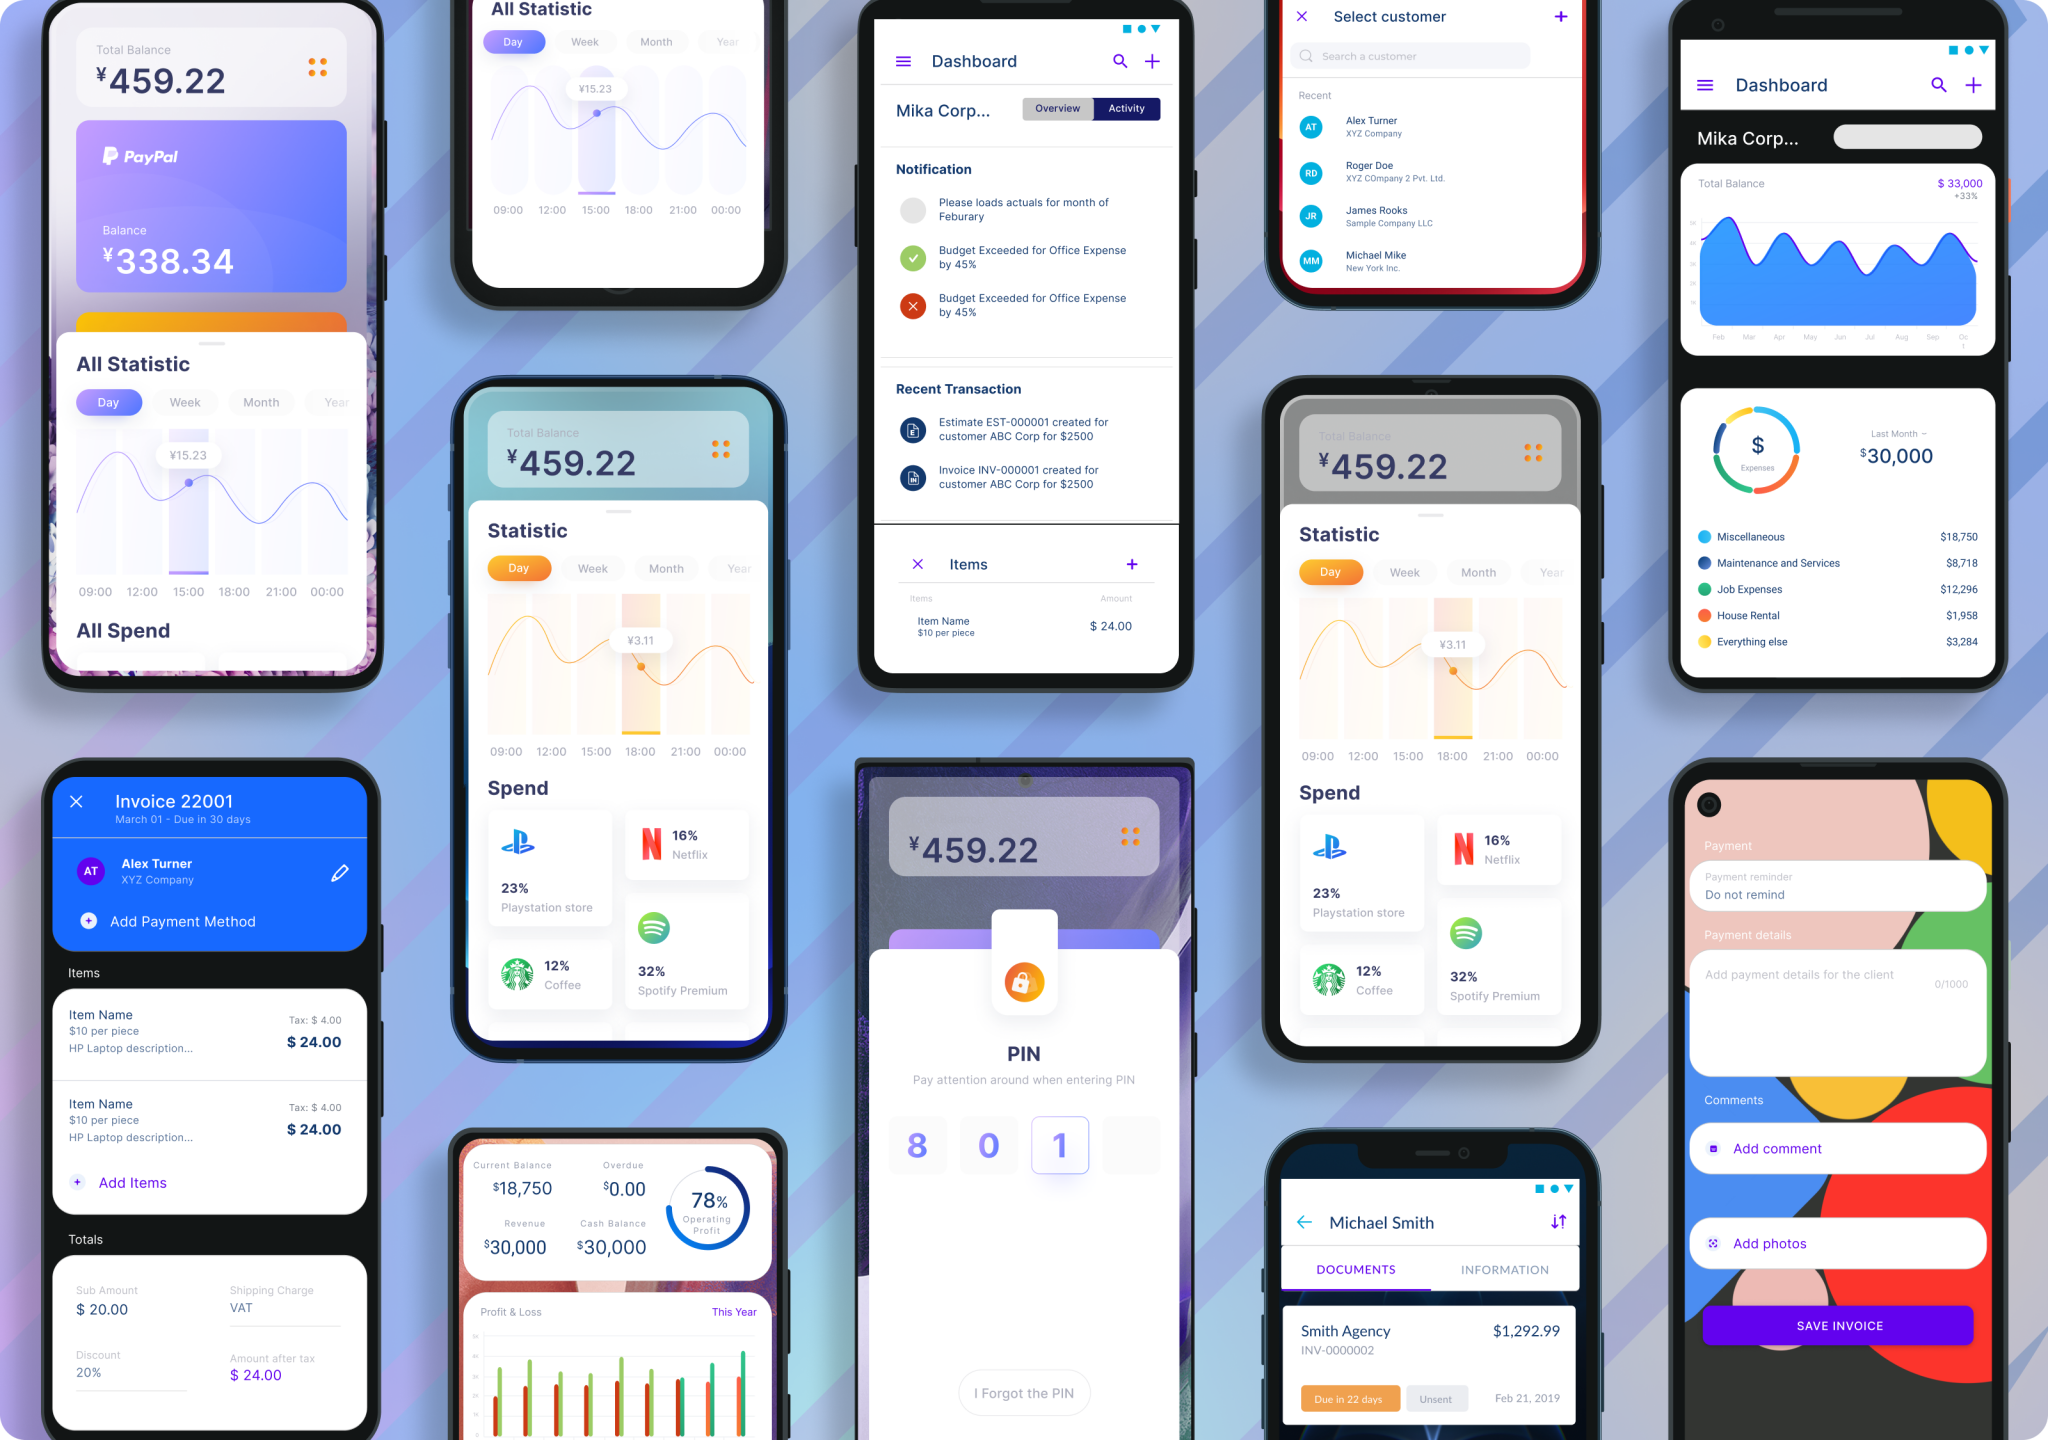 Total Balance
¥459.22
PayPal
Balance
¥338.34
All Statistic
Day Week Month Year
¥15.23
09:00 12:00 15:00 18:00 21:00 00:00
All Spend
Invoice 22001
March 01 - Due in 30 days
AT
Alex Turner
XYZ Company
Add Payment Method
Items
Item Name
$10 per piece
HP Laptop description...
Tax: $ 4.00
$ 24.00
Item Name
$10 per piece
HP Laptop description...
Tax: $ 4.00
$ 24.00
Add Items
Totals
Sub Amount
$ 20.00
Shipping Charge
VAT
Discount
20%
Amount after tax
$ 24.00
All Statistic
Day Week Month Year
¥15.23
09:00 12:00 15:00 18:00 21:00 00:00
Total Balance
¥459.22
Statistic
Day Week Month Year
¥3.11
09:00 12:00 15:00 18:00 21:00 00:00
Spend
23%
Playstation store
16%
Netflix
12%
Coffee
32%
Spotify Premium
Current Balance
$18,750
Overdue
$0.00
Revenue
$30,000
Cash Balance
$30,000
78%
Operating
Profit
Profit & Loss
This Year
Dashboard
Mika Corp...
Overview Activity
Notification
Please loads actuals for month of
Feburary
Budget Exceeded for Office Expense
by 45%
Budget Exceeded for Office Expense
by 45%
Recent Transaction
Estimate EST-000001 created for
customer ABC Corp for $2500
Invoice INV-000001 created for
customer ABC Corp for $2500
Items
Items Amount
Item Name
$10 per piece
$ 24.00
¥459.22
PIN
Pay attention around when entering PIN
8 0 1
I Forgot the PIN
Select customer
Search a customer
Recent
AT
Alex Turner
XYZ Company
RD
Roger Doe
XYZ COmpany 2 Pvt. Ltd.
JR
James Rooks
Sample Company LLC
MM
Michael Mike
New York Inc.
Total Balance
¥459.22
Statistic
Day Week Month Year
¥3.11
09:00 12:00 15:00 18:00 21:00 00:00
Spend
23%
Playstation store
16%
Netflix
12%
Coffee
32%
Spotify Premium
Michael Smith
DOCUMENTS INFORMATION
Smith Agency
$1,292.99
INV-0000002
Due in 22 days
Unsent
Feb 21, 2019
Dashboard
Mika Corp...
Total Balance
$ 33,000
+33%
5K
4K
3K
2K
1K
Feb Mar Apr May Jun Jul Aug Sep Oc
t
$
Expenses
Last Month
$30,000
Miscellaneous $18,750
Maintenance and Services $8,718
Job Expenses $12,296
House Rental $1,958
Everything else $3,284
Payment
Payment reminder
Do not remind
Payment details
Add payment details for the client
0/1000
Comments
Add comment
Add photos
SAVE INVOICE